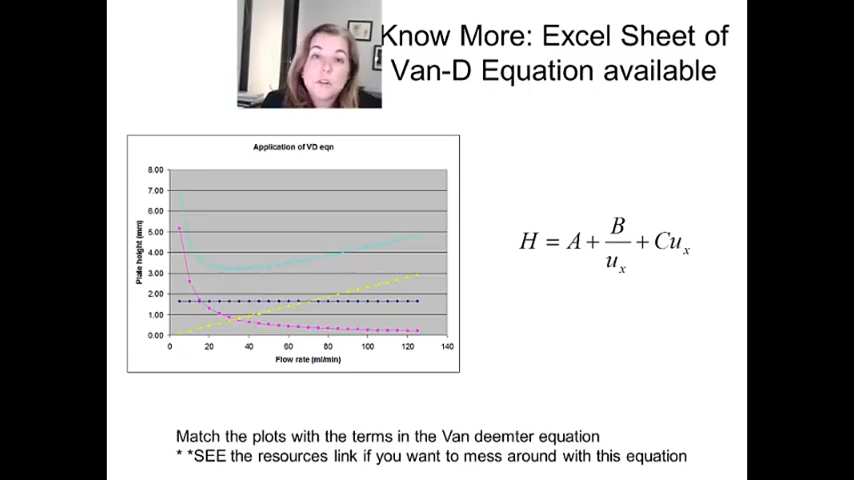 Know More: Excel Sheet of
Van-D Equation available
Application of VD eqn
8.00
7.00
6.00
5.00
4.00
3.00
2.00
1.00
0.00
Plate height (mm)
0 20 40 60 80 100 120 140
Flow rate (ml/min)
H = A + B/uₓ + Cuₓ
Match the plots with the terms in the Van deemter equation
* *SEE the resources link if you want to mess around with this equation